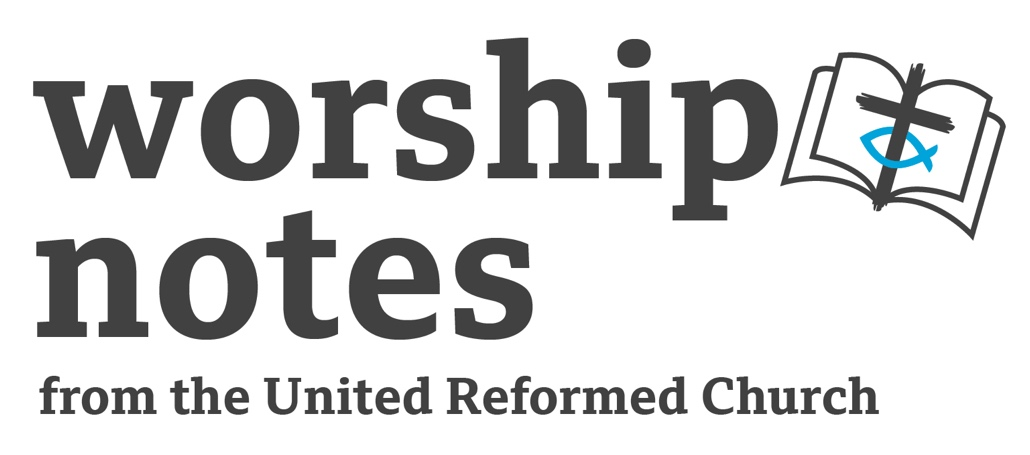 worship
notes
from the United Reformed Church